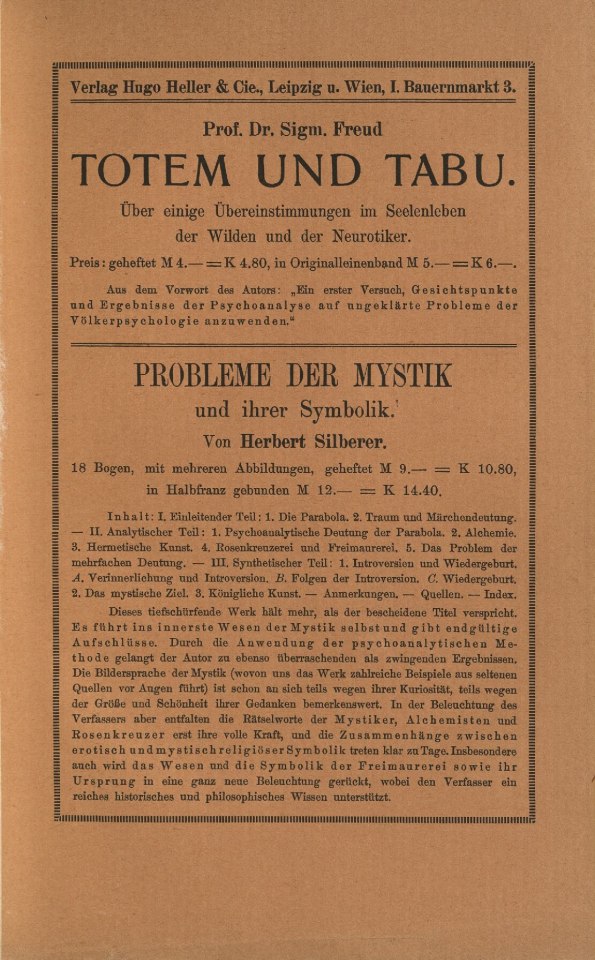 Verlag Hugo Heller & Cie., Leipzig u. Wien, I. Bauernmarkt 3.
Prof. Dr. Sigm. Freud
TOTEM UND TABU.
Über einige Übereinstimmungen im Seelenleben
der Wilden und der Neurotiker.
Preis: geheftet M 4.— = K 4.80, in Originalleinenband M 5.— = K 6.—.
Aus dem Vorwort des Autors: „Ein erster Versuch, Gesichtspunkte
und Ergebnisse der Psychoanalyse auf ungeklärte Probleme der
Völkerpsychologie anzuwenden.“
PROBLEME DER MYSTIK
und ihrer Symbolik.
Von Herbert Silberer.
18 Bogen, mit mehreren Abbildungen, geheftet M 9.— = K 10.80,
in Halbfranz gebunden M 12.— = K 14.40.
Inhalt: I. Einleitender Teil: 1. Die Parabola. 2. Traum und Märchendeutung.
— II. Analytischer Teil: 1. Psychoanalytische Deutung der Parabola. 2. Alchemie.
3. Hermetische Kunst. 4. Rosenkreuzerei und Freimaurerei. 5. Das Problem der
mehrfachen Deutung. — III. Synthetischer Teil: 1. Introversion und Wiedergeburt.
A. Verinnerlichung und Introversion. B. Folgen der Introversion. C. Wiedergeburt.
2. Das mystische Ziel. 3. Königliche Kunst. — Anmerkungen. — Quellen. — Index.
Dieses tiefschürfende Werk hält mehr, als der bescheidene Titel verspricht.
Es führt ins innerste Wesen der Mystik selbst und gibt endgültige
Aufschlüsse. Durch die Anwendung der psychoanalytischen Me-
thode gelangt der Autor zu ebenso überraschenden als zwingenden Ergebnissen.
Die Bildersprache der Mystik (wovon uns das Werk zahlreiche Beispiele aus seltenen
Quellen vor Augen führt) ist schon an sich teils wegen ihrer Kuriosität, teils wegen
der Größe und Schönheit ihrer Gedanken bemerkenswert. In der Beleuchtung des
Verfassers aber entfalten die Rätselworte der Mystiker, Alchemisten und
Rosenkreuzer erst ihre volle Kraft, und die Zusammenhänge zwischen
erotisch und mystisch religiöser Symbolik treten klar zu Tage. Insbesondere
auch wird das Wesen und die Symbolik der Freimaurerei sowie ihr
Ursprung in eine ganz neue Beleuchtung gerückt, wobei den Verfasser ein
reiches historisches und philosophisches Wissen unterstützt.